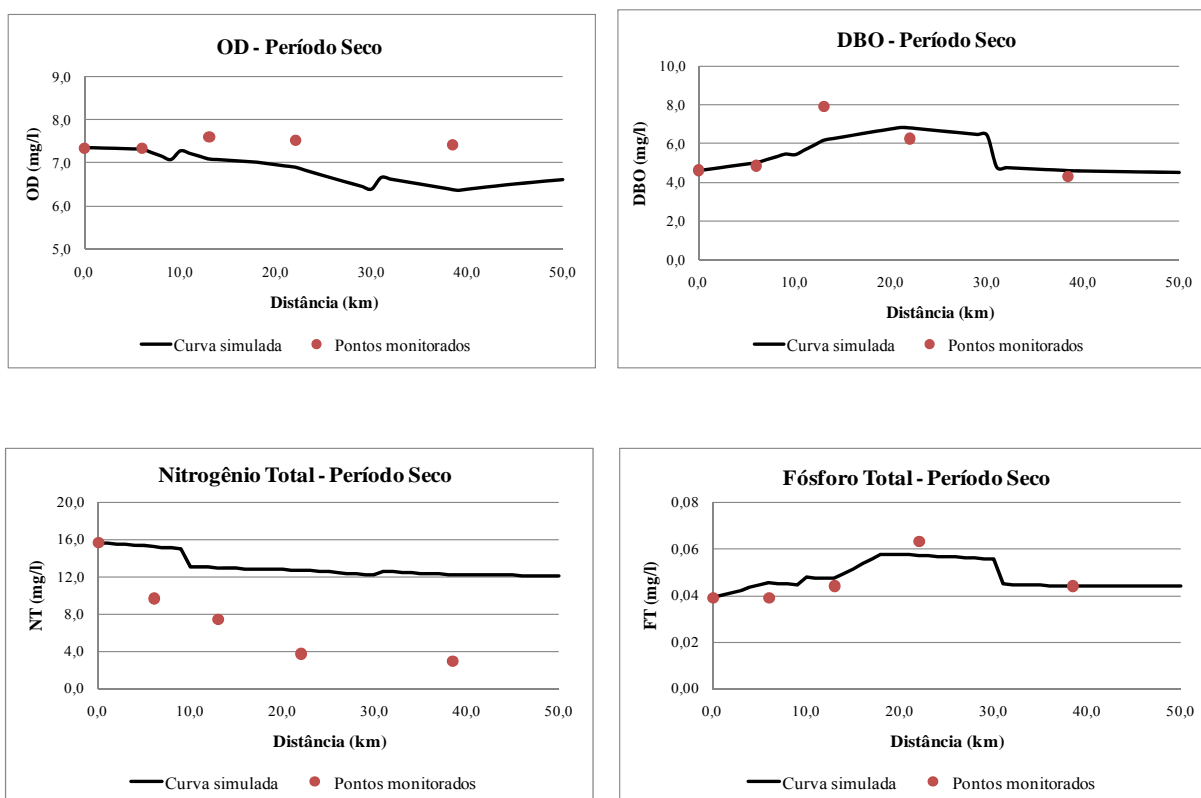 OD - Período Seco
9,0
8,0
7,0
6,0
5,0
OD (mg/l)
0,0 10,0 20,0 30,0 40,0 50,0
Distância (km)
Curva simulada Pontos monitorados
DBO - Período Seco
10,0
8,0
6,0
4,0
2,0
0,0
DBO (mg/l)
0,0 10,0 20,0 30,0 40,0 50,0
Distância (km)
Curva simulada Pontos monitorados
Nitrogênio Total - Período Seco
20,0
16,0
12,0
8,0
4,0
0,0
NT (mg/l)
0,0 10,0 20,0 30,0 40,0 50,0
Distância (km)
Curva simulada Pontos monitorados
Fósforo Total - Período Seco
0,08
0,06
0,04
0,02
0,00
FT (mg/l)
0,0 10,0 20,0 30,0 40,0 50,0
Distância (km)
Curva simulada Pontos monitorados